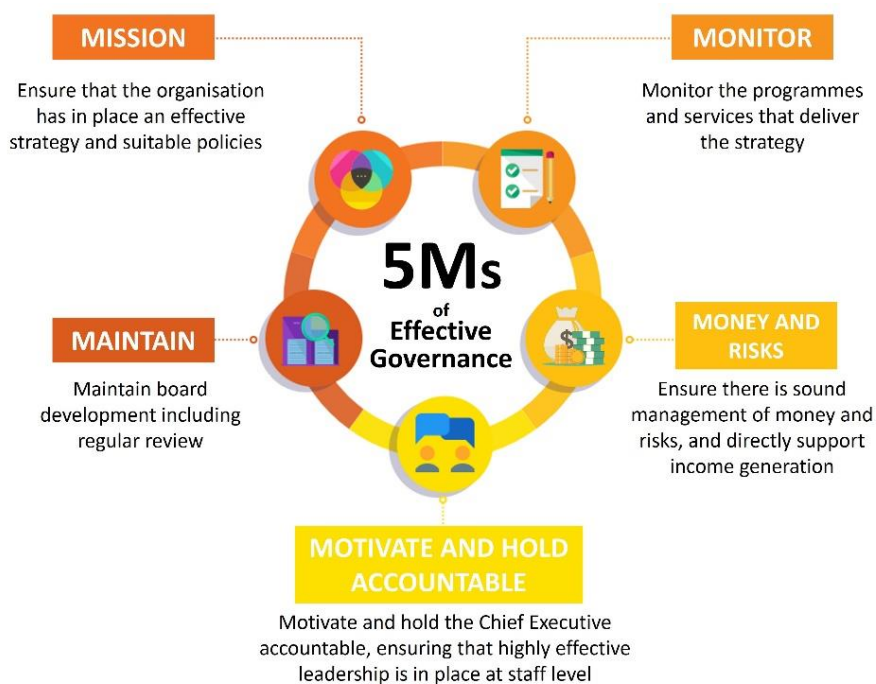 MISSION
Ensure that the organisation
has in place an effective
strategy and suitable policies
MONITOR
Monitor the programmes
and services that deliver
the strategy
5Ms
of
Effective
Governance
MAINTAIN
Maintain board
development including
regular review
MONEY AND
RISKS
Ensure there is sound
management of money and
risks, and directly support
income generation
MOTIVATE AND HOLD
ACCOUNTABLE
Motivate and hold the Chief Executive
accountable, ensuring that highly effective
leadership is in place at staff level